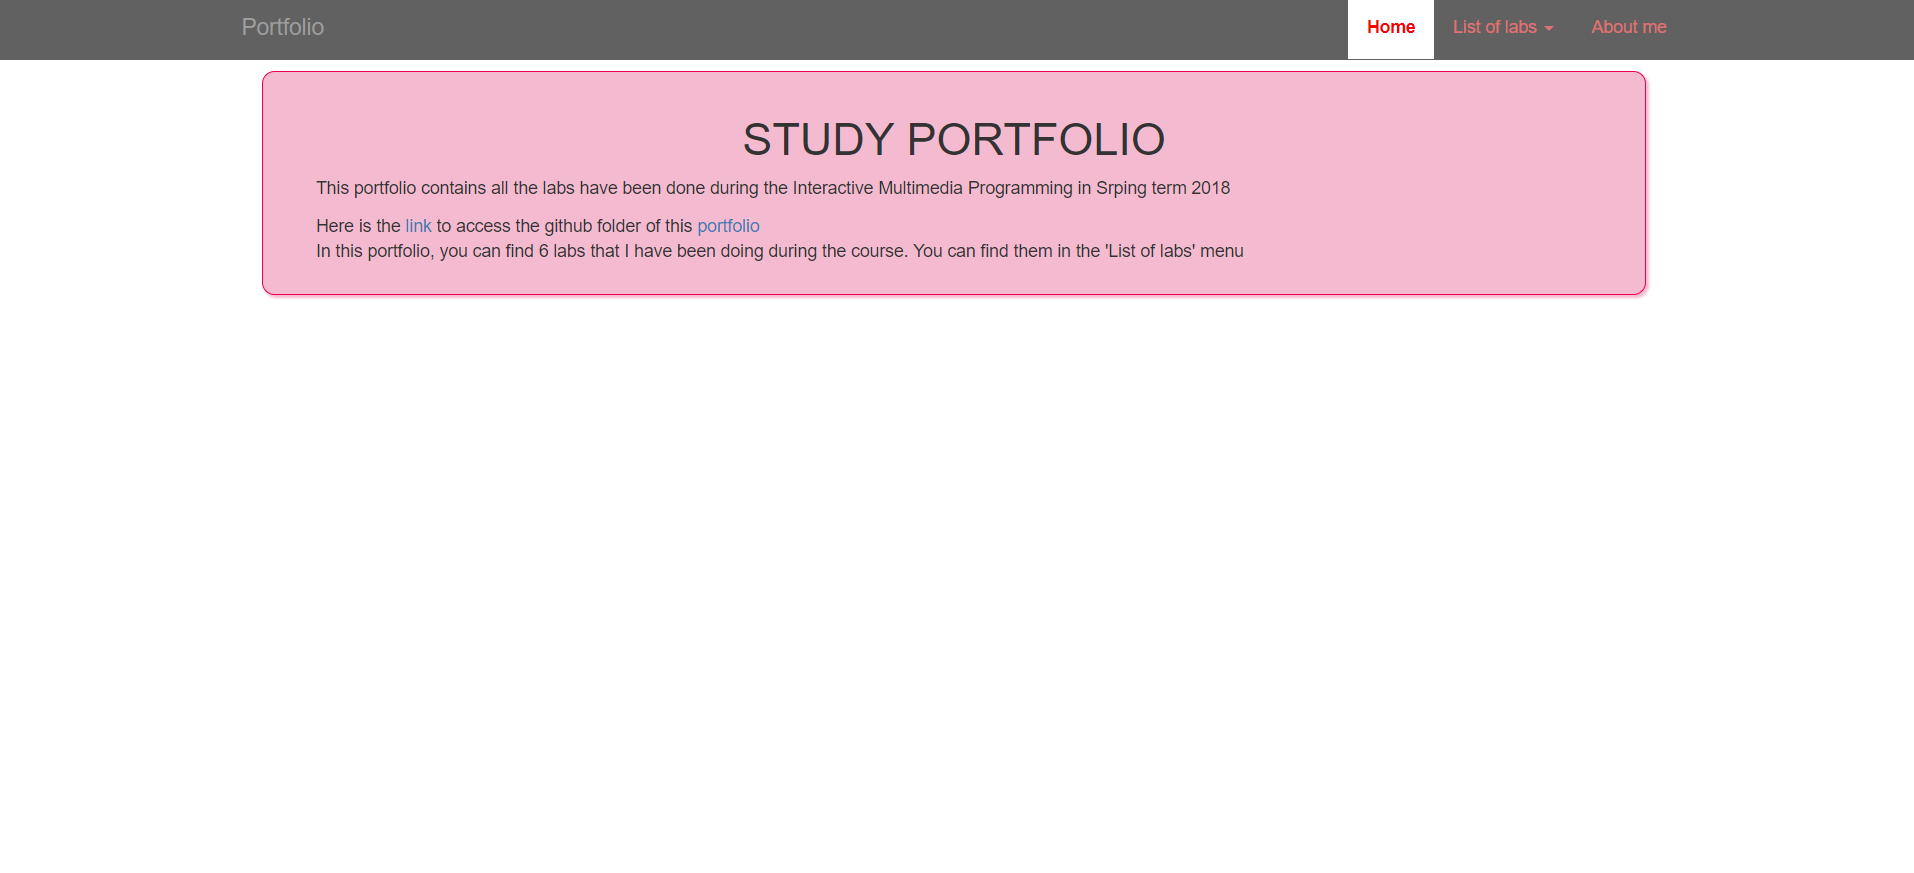 Portfolio
Home
List of labs
About me
STUDY PORTFOLIO
This portfolio contains all the labs have been done during the Interactive Multimedia Programming in Srping term 2018
Here is the link to access the github folder of this portfolio
In this portfolio, you can find 6 labs that I have been doing during the course. You can find them in the 'List of labs' menu